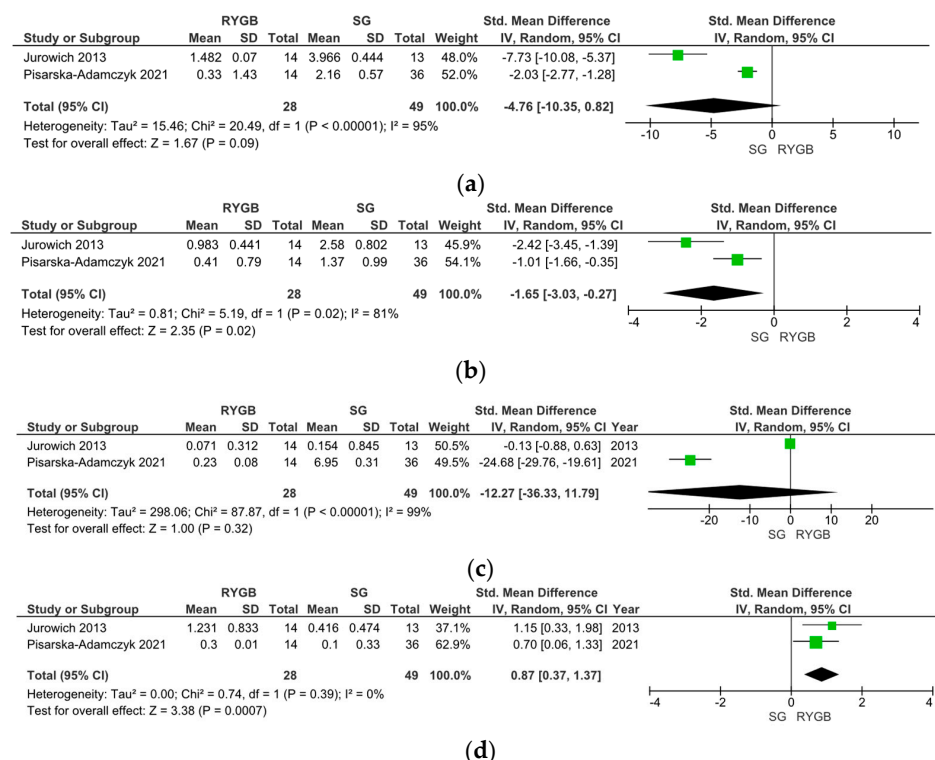 RYGB SG Std. Mean Difference Std. Mean Difference
Study or Subgroup Mean SD Total Mean SD Total Weight IV, Random, 95% CI IV, Random, 95% CI
Jurowich 2013 1.482 0.07 14 3.966 0.444 13 48.0% -7.73 [-10.08, -5.37]
Pisarska-Adamczyk 2021 0.33 1.43 14 2.16 0.57 36 52.0% -2.03 [-2.77, -1.28]
Total (95% CI) 28 49 100.0% -4.76 [-10.35, 0.82]
Heterogeneity: Tau² = 15.46; Chi² = 20.49, df = 1 (P < 0.00001); I² = 95%
Test for overall effect: Z = 1.67 (P = 0.09)
-10 -5 0 5 10
SG RYGB
(a)
RYGB SG Std. Mean Difference Std. Mean Difference
Study or Subgroup Mean SD Total Mean SD Total Weight IV, Random, 95% CI IV, Random, 95% CI
Jurowich 2013 0.983 0.441 14 2.58 0.802 13 45.9% -2.42 [-3.45, -1.39]
Pisarska-Adamczyk 2021 0.41 0.79 14 1.37 0.99 36 54.1% -1.01 [-1.66, -0.35]
Total (95% CI) 28 49 100.0% -1.65 [-3.03, -0.27]
Heterogeneity: Tau² = 0.81; Chi² = 5.19, df = 1 (P = 0.02); I² = 81%
Test for overall effect: Z = 2.35 (P = 0.02)
-4 -2 0 2 4
SG RYGB
(b)
RYGB SG Std. Mean Difference Std. Mean Difference
Study or Subgroup Mean SD Total Mean SD Total Weight IV, Random, 95% CI Year IV, Random, 95% CI
Jurowich 2013 0.071 0.312 14 0.154 0.845 13 50.5% -0.13 [-0.88, 0.63] 2013
Pisarska-Adamczyk 2021 0.23 0.08 14 6.95 0.31 36 49.5% -24.68 [-29.76, -19.61] 2021
Total (95% CI) 28 49 100.0% -12.27 [-36.33, 11.79]
Heterogeneity: Tau² = 298.06; Chi² = 87.87, df = 1 (P < 0.00001); I² = 99%
Test for overall effect: Z = 1.00 (P = 0.32)
-20 -10 0 10 20
SG RYGB
(c)
RYGB SG Std. Mean Difference Std. Mean Difference
Study or Subgroup Mean SD Total Mean SD Total Weight IV, Random, 95% CI Year IV, Random, 95% CI
Jurowich 2013 1.231 0.833 14 0.416 0.474 13 37.1% 1.15 [0.33, 1.98] 2013
Pisarska-Adamczyk 2021 0.3 0.01 14 0.1 0.33 36 62.9% 0.70 [0.06, 1.33] 2021
Total (95% CI) 28 49 100.0% 0.87 [0.37, 1.37]
Heterogeneity: Tau² = 0.00; Chi² = 0.74, df = 1 (P = 0.39); I² = 0%
Test for overall effect: Z = 3.38 (P = 0.0007)
-4 -2 0 2 4
SG RYGB
(d)